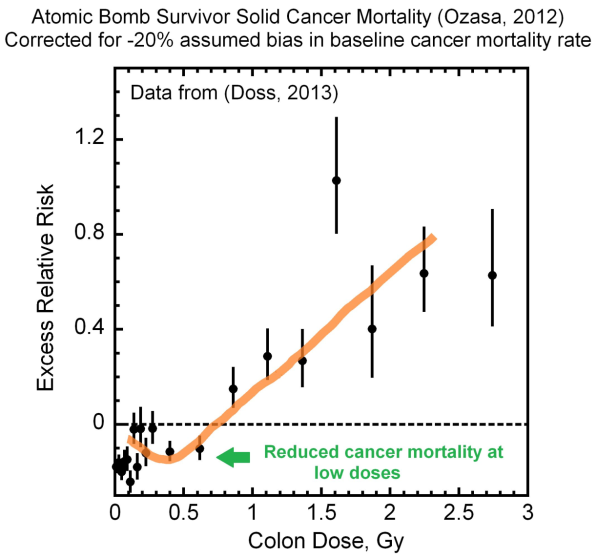 Atomic Bomb Survivor Solid Cancer Mortality (Ozasa, 2012)
Corrected for -20% assumed bias in baseline cancer mortality rate
Data from (Doss, 2013)
Excess Relative Risk
1.2
0.8
0.4
0
Reduced cancer mortality at
low doses
0 0.5 1 1.5 2 2.5 3
Colon Dose, Gy